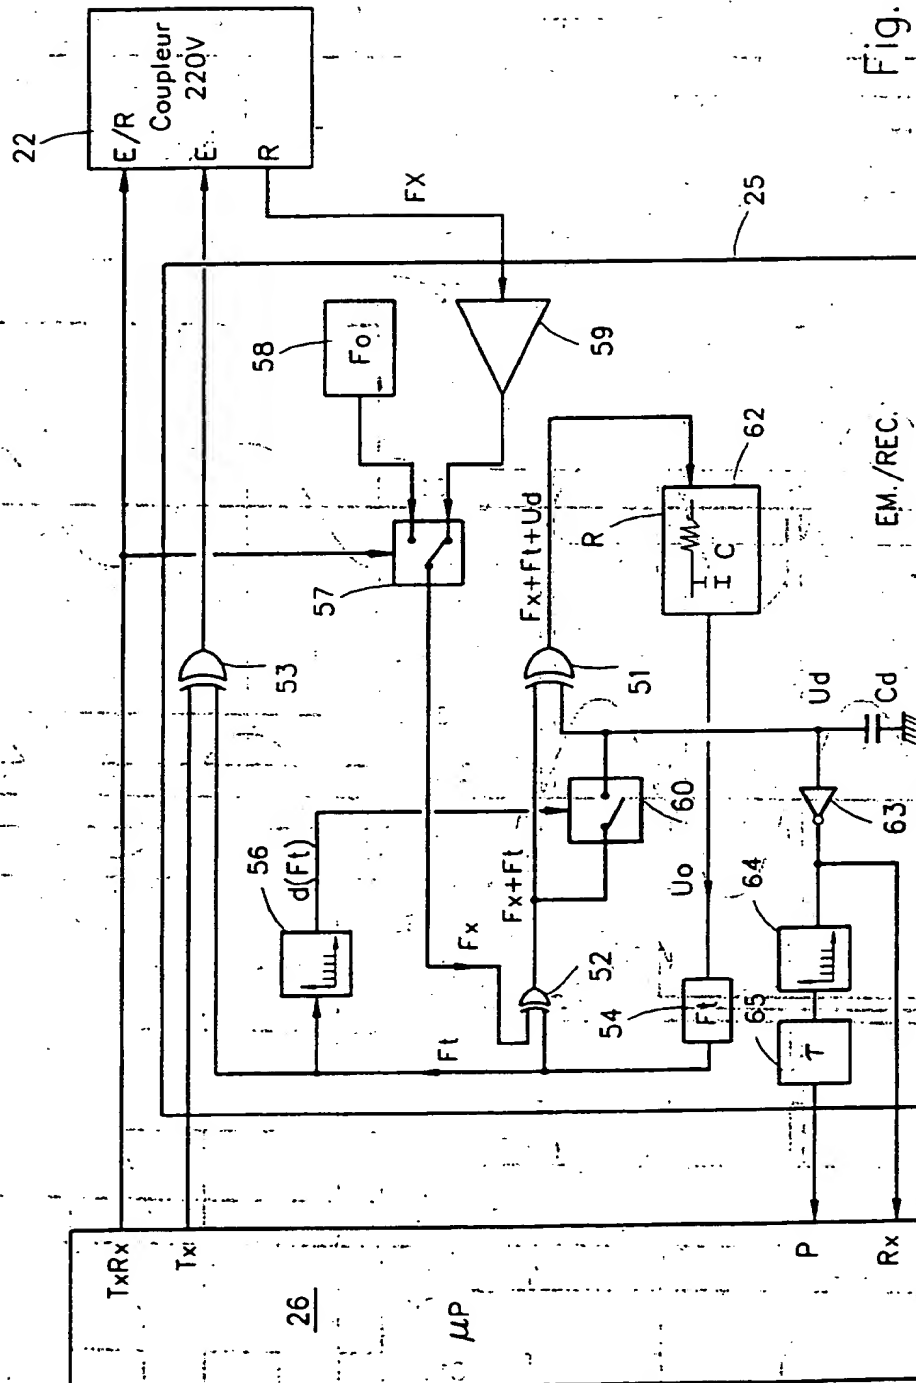 26
µP
TxRx
Tx
P
Rx
22
E/R
Coupleur
220V
E
R
FX
25
53
57
58
Fo
59
56
d(Ft)
Fx
Ft
Fx+Ft
52
60
51
Fx+Ft+Ud
R
C
62
Uo
54
Ft
Ud
Cd
63
64
65
τ
EM./REC.
Fig.